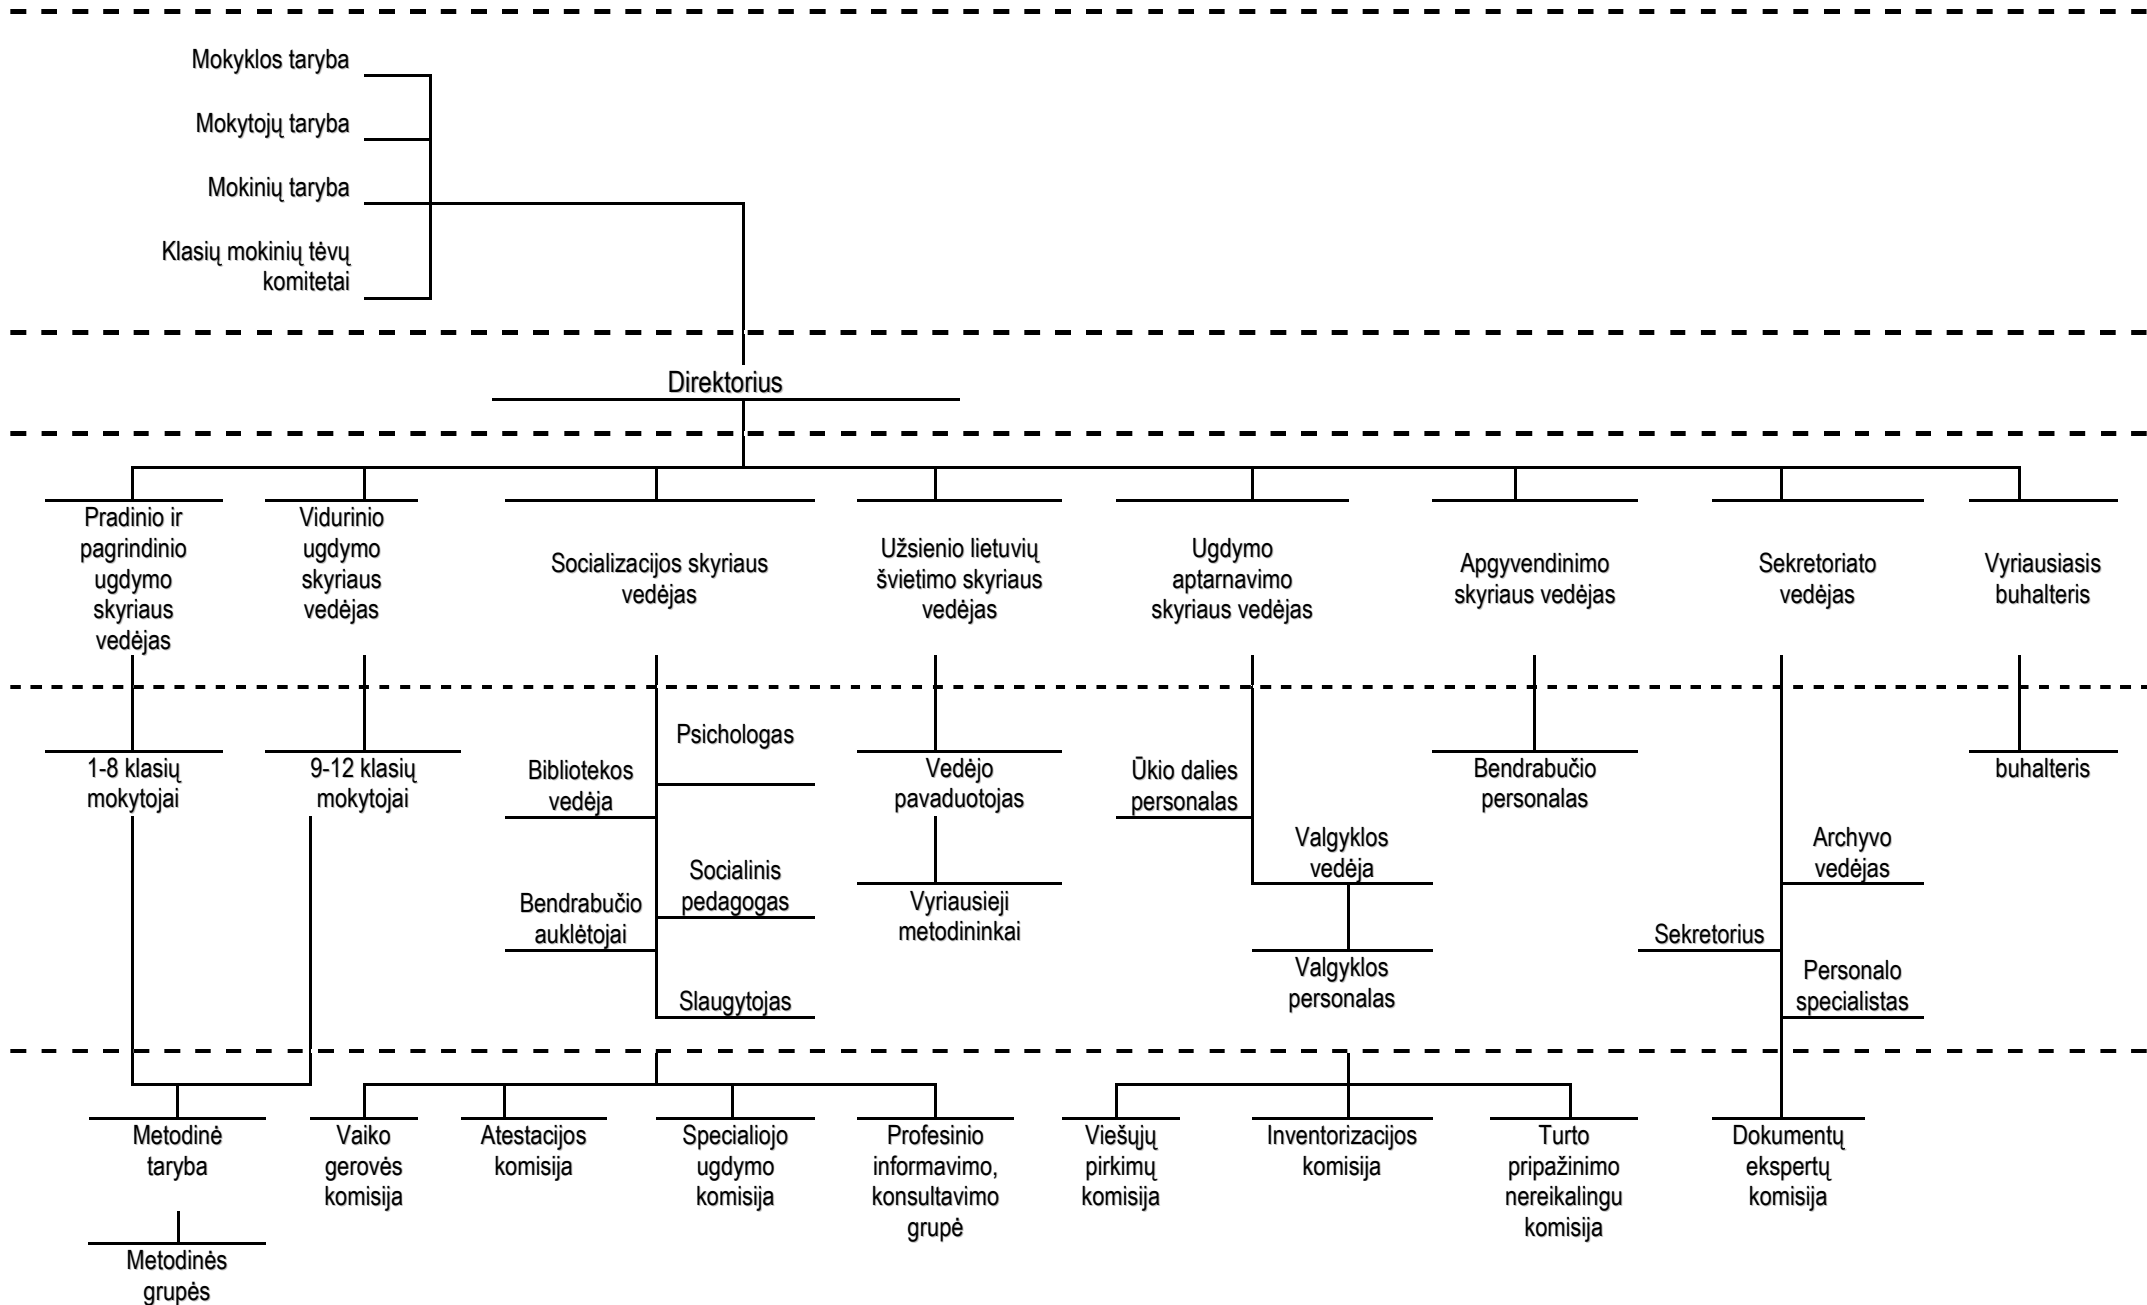 Mokyklos taryba
Mokytojų taryba
Mokinių taryba
Klasių mokinių tėvų
komitetai
Direktorius
Pradinio ir
pagrindinio
ugdymo
skyriaus
vedėjas
Vidurinio
ugdymo
skyriaus
vedėjas
Socializacijos skyriaus
vedėjas
Užsienio lietuvių
švietimo skyriaus
vedėjas
Ugdymo
aptarnavimo
skyriaus vedėjas
Apgyvendinimo
skyriaus vedėjas
Sekretoriato
vedėjas
Vyriausiasis
buhalteris
1-8 klasių
mokytojai
9-12 klasių
mokytojai
Bibliotekos
vedėja
Psichologas
Bendrabučio
auklėtojai
Socialinis
pedagogas
Slaugytojas
Vedėjo
pavaduotojas
Vyriausieji
metodininkai
Ūkio dalies
personalas
Valgyklos
vedėja
Valgyklos
personalas
Bendrabučio
personalas
Sekretorius
Archyvo
vedėjas
Personalo
specialistas
buhalteris
Metodinė
taryba
Metodinės
grupės
Vaiko
gerovės
komisija
Atestacijos
komisija
Specialiojo
ugdymo
komisija
Profesinio
informavimo,
konsultavimo
grupė
Viešųjų
pirkimų
komisija
Inventorizacijos
komisija
Turto
pripažinimo
nereikalingu
komisija
Dokumentų
ekspertų
komisija